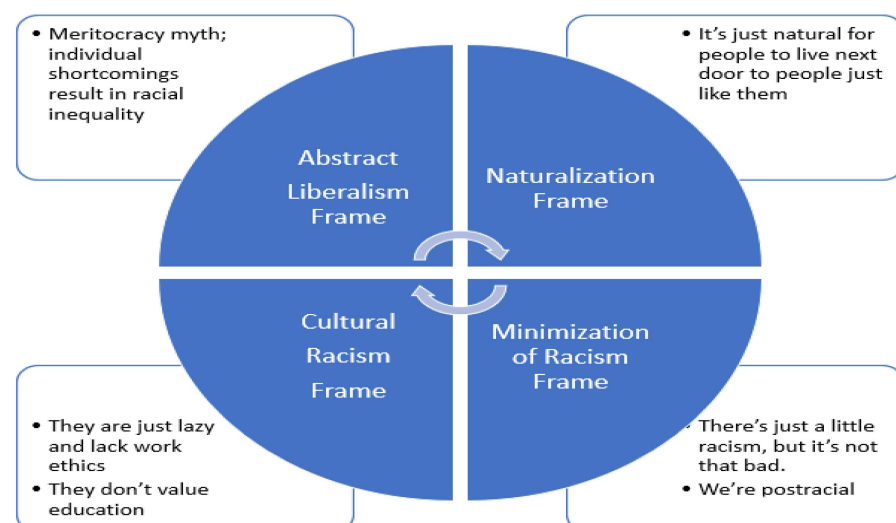 • Meritocracy myth;
individual
shortcomings
result in racial
inequality
• It's just natural for
people to live next
door to people just
like them
Abstract
Liberalism
Frame
Naturalization
Frame
Cultural
Racism
Frame
Minimization
of Racism
Frame
• They are just lazy
and lack work
ethics
• They don't value
education
• There's just a little
racism, but it's not
that bad.
• We're postracial